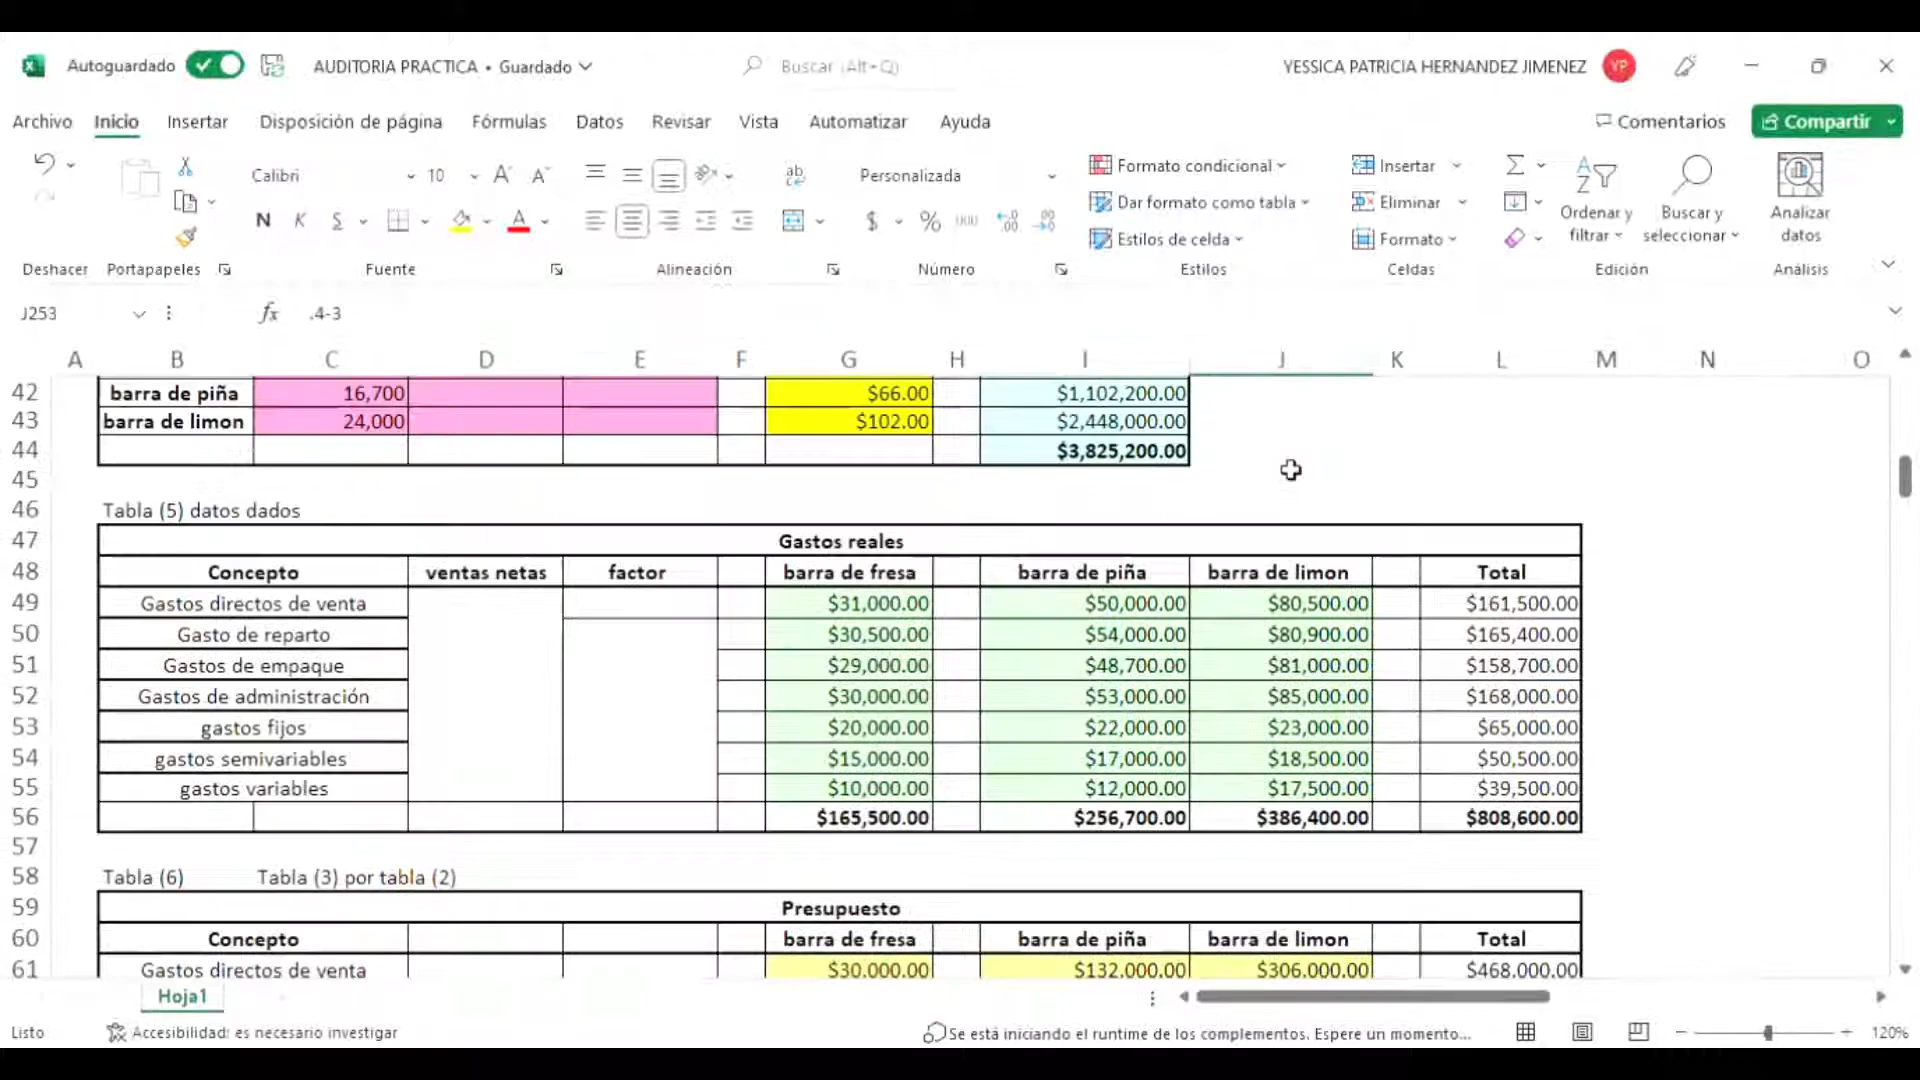 Autoguardado AUDITORIA PRACTICA • Guardado Buscar (Alt+Q) YESSICA PATRICIA HERNANDEZ JIMENEZ YP
Archivo Inicio Insertar Disposición de página Fórmulas Datos Revisar Vista Automatizar Ayuda Comentarios Compartir
Calibri 10 Personalizada Formato condicional Insertar
Dar formato como tabla Eliminar Ordenar y Buscar y Analizar
N K S $ % 000 Estilos de celda Formato filtrar seleccionar datos
Deshacer Portapapeles Fuente Alineación Número Estilos Celdas Edición Análisis
J253 fx .4-3
A B C D E F G H I J K L M N O
42 barra de piña 16,700 $66.00 $1,102,200.00
43 barra de limon 24,000 $102.00 $2,448,000.00
44 $3,825,200.00
45
46 Tabla (5) datos dados
47 Gastos reales
48 Concepto ventas netas factor barra de fresa barra de piña barra de limon Total
49 Gastos directos de venta $31,000.00 $50,000.00 $80,500.00 $161,500.00
50 Gasto de reparto $30,500.00 $54,000.00 $80,900.00 $165,400.00
51 Gastos de empaque $29,000.00 $48,700.00 $81,000.00 $158,700.00
52 Gastos de administración $30,000.00 $53,000.00 $85,000.00 $168,000.00
53 gastos fijos $20,000.00 $22,000.00 $23,000.00 $65,000.00
54 gastos semivariables $15,000.00 $17,000.00 $18,500.00 $50,500.00
55 gastos variables $10,000.00 $12,000.00 $17,500.00 $39,500.00
56 $165,500.00 $256,700.00 $386,400.00 $808,600.00
57
58 Tabla (6) Tabla (3) por tabla (2)
59 Presupuesto
60 Concepto barra de fresa barra de piña barra de limon Total
61 Gastos directos de venta $30,000.00 $132,000.00 $306,000.00 $468,000.00
Hoja1
Listo Accesibilidad: es necesario investigar Se está iniciando el runtime de los complementos. Espere un momento... 120%